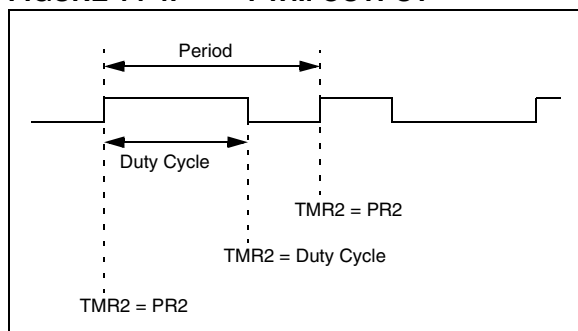 Period
Duty Cycle
TMR2 = PR2
TMR2 = Duty Cycle
TMR2 = PR2